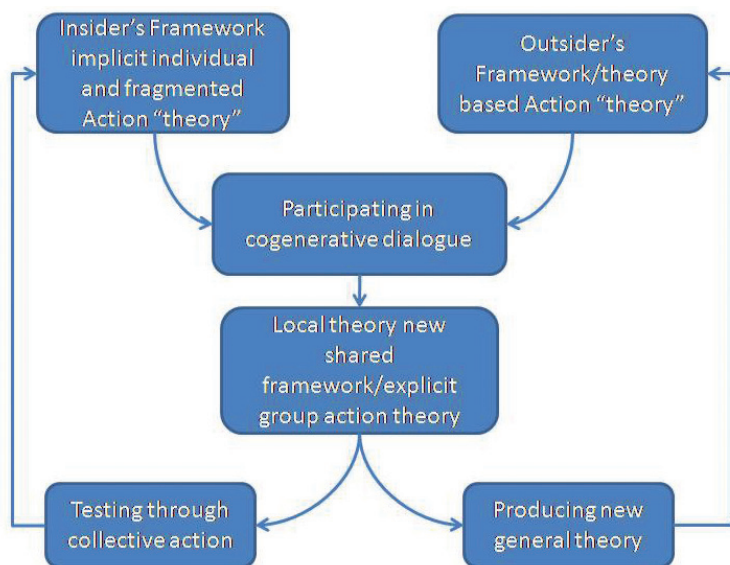 Insider’s Framework
implicit individual
and fragmented
Action “theory”
Outsider’s
Framework/theory
based Action “theory”
Participating in
cogenerative dialogue
Local theory new
shared
framework/explicit
group action theory
Testing through
collective action
Producing new
general theory